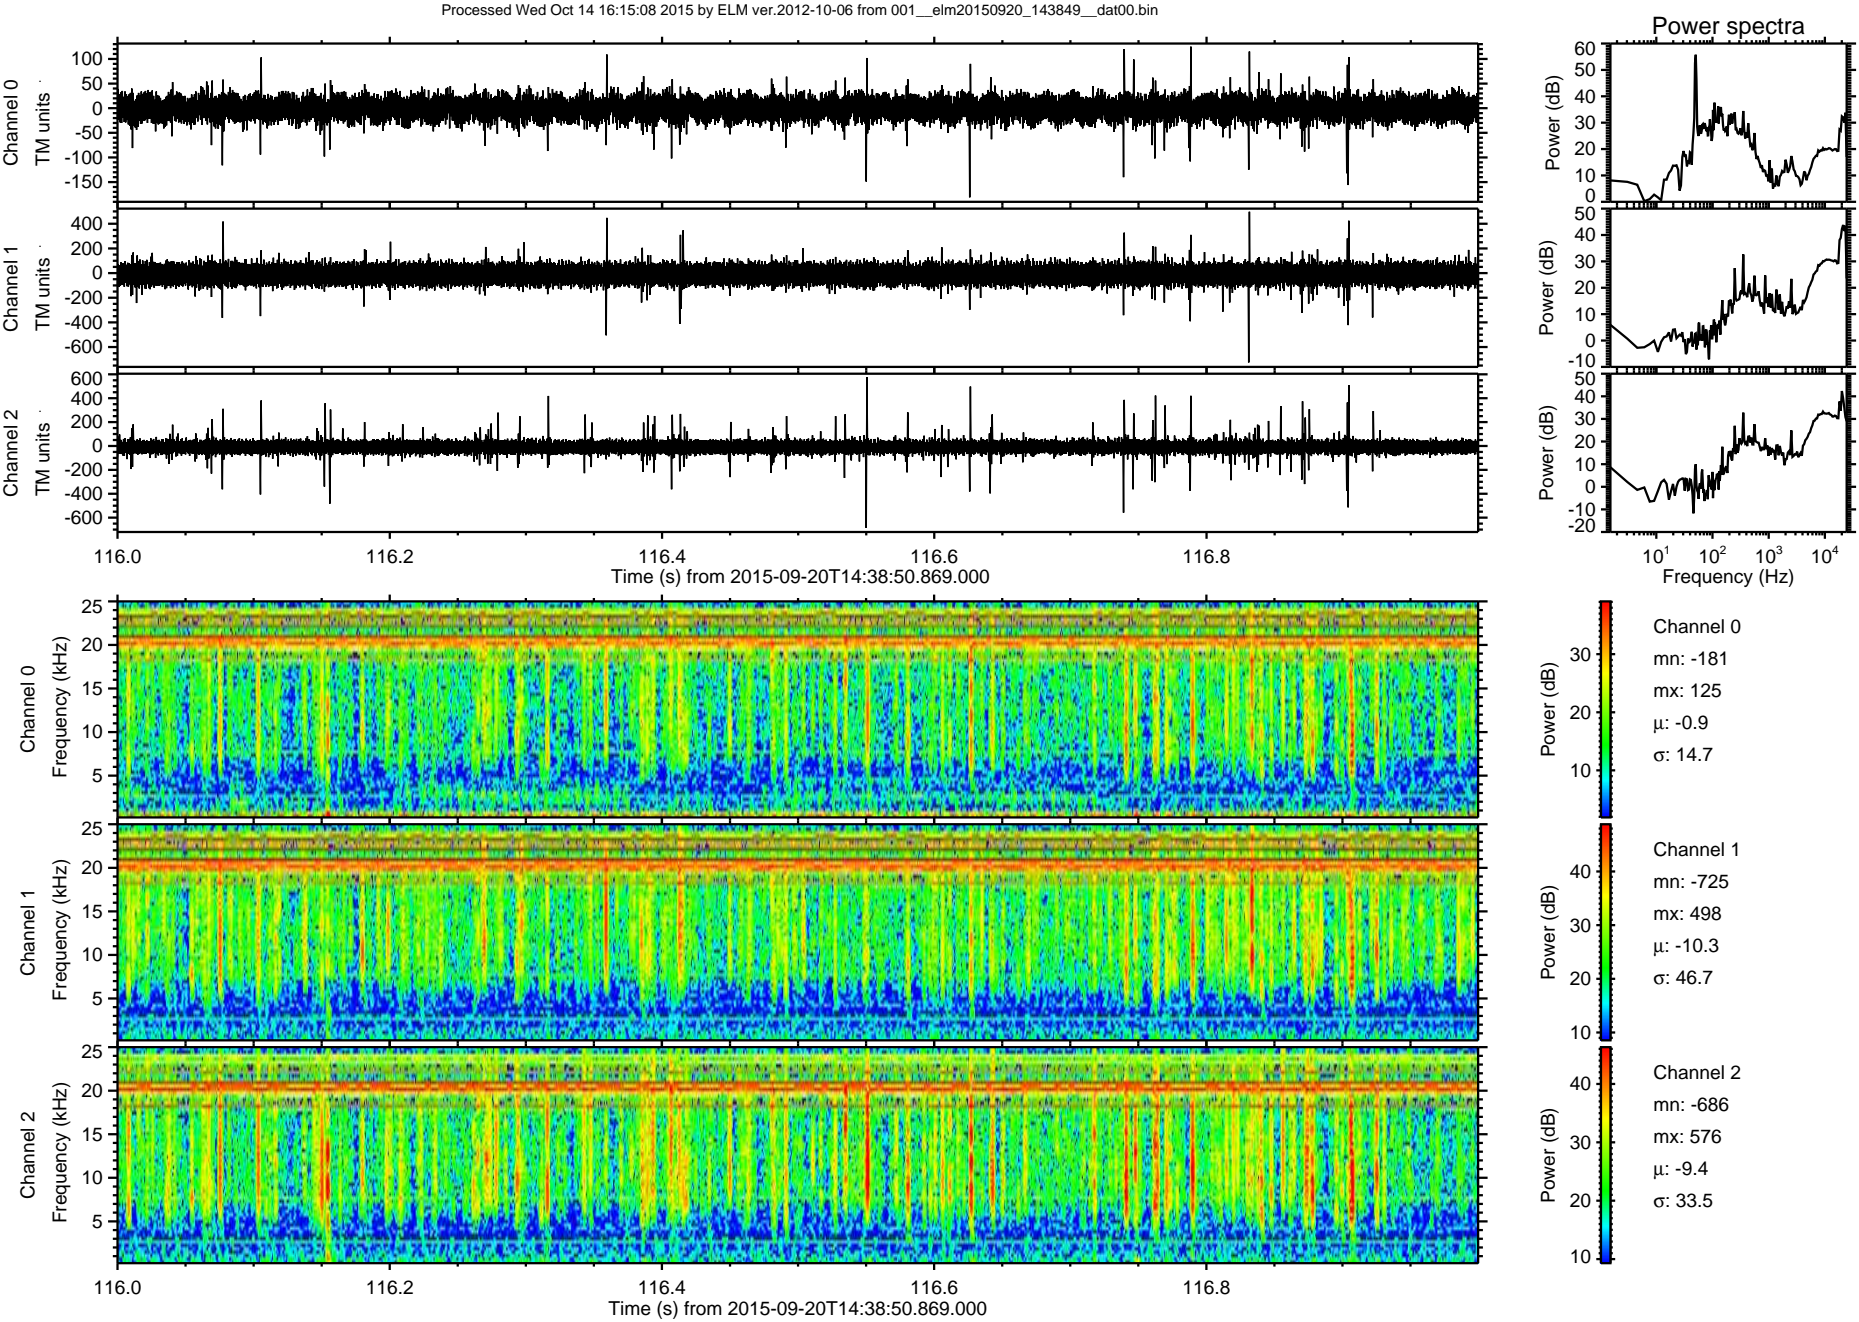 Processed Wed Oct 14 16:15:08 2015 by ELM ver.2012-10-06 from 001__elm20150920_143849__dat00.bin
Power spectra
Channel 0
TM units
100
50
0
-50
-100
-150
Power (dB)
60
50
40
30
20
10
0
Channel 1
TM units
400
200
0
-200
-400
-600
Power (dB)
50
40
30
20
10
0
-10
Channel 2
TM units
600
400
200
0
-200
-400
-600
Power (dB)
50
40
30
20
10
0
-10
-20
116.0 116.2 116.4 116.6 116.8
Time (s) from 2015-09-20T14:38:50.869.000
10¹ 10² 10³ 10⁴
Frequency (Hz)
Channel 0
Frequency (kHz)
25
20
15
10
5
Power (dB)
30
20
10
Channel 0
mn: -181
mx: 125
μ: -0.9
σ: 14.7
Channel 1
Frequency (kHz)
25
20
15
10
5
Power (dB)
40
30
20
10
Channel 1
mn: -725
mx: 498
μ: -10.3
σ: 46.7
Channel 2
Frequency (kHz)
25
20
15
10
5
Power (dB)
40
30
20
10
Channel 2
mn: -686
mx: 576
μ: -9.4
σ: 33.5
116.0 116.2 116.4 116.6 116.8
Time (s) from 2015-09-20T14:38:50.869.000